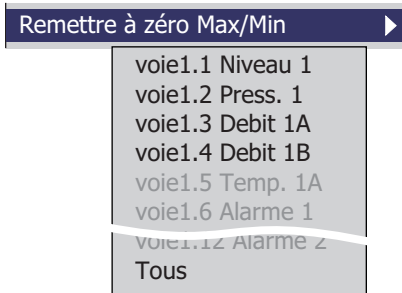 Remettre à zéro Max/Min
voie1.1 Niveau 1
voie1.2 Press. 1
voie1.3 Debit 1A
voie1.4 Debit 1B
voie1.5 Temp. 1A
voie1.6 Alarme 1
voie1.12 Alarme 2
Tous